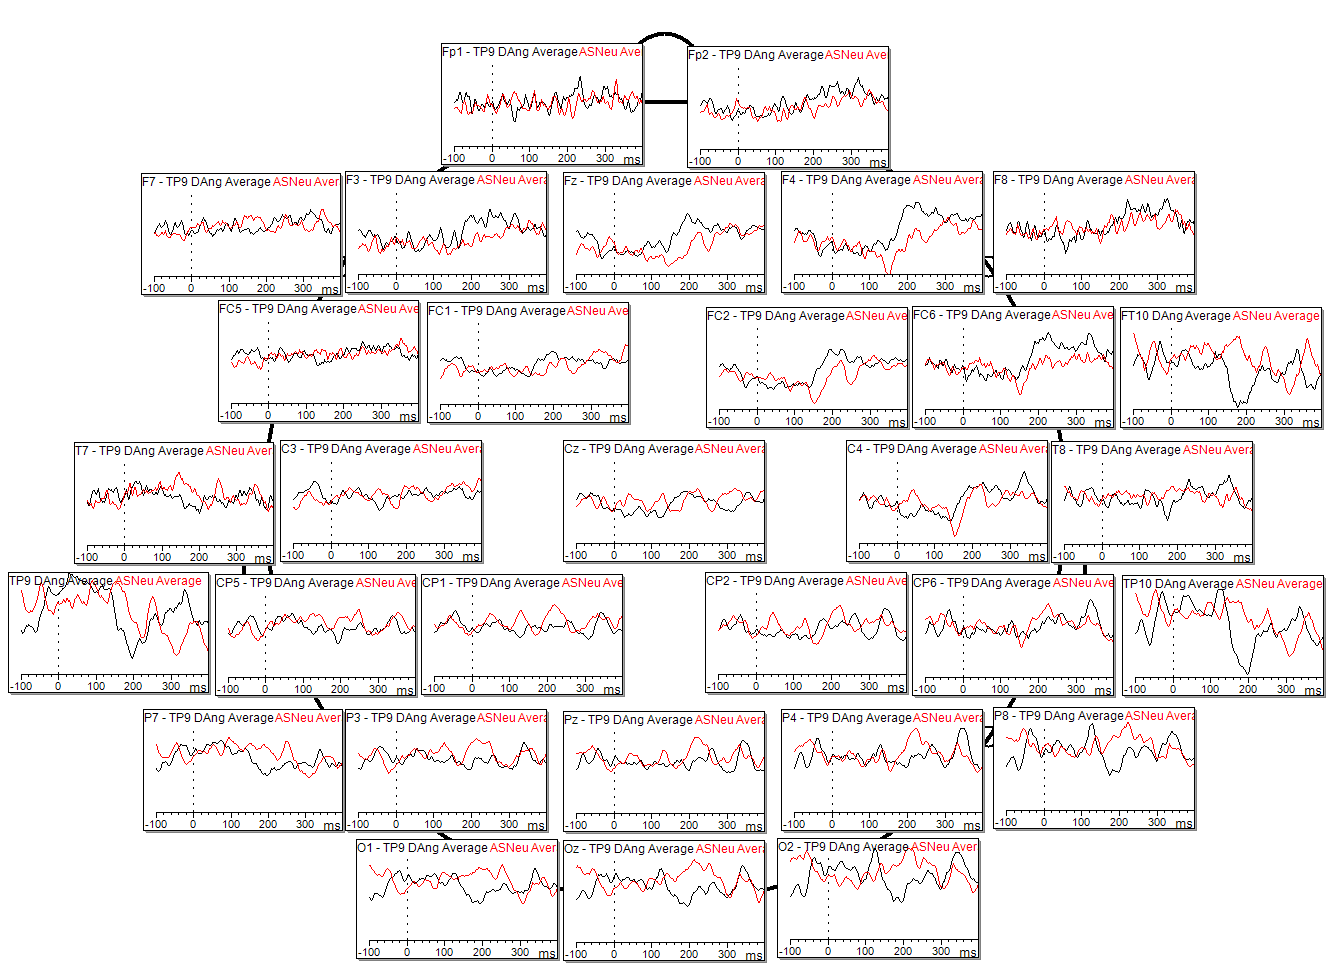 Fp1 - TP9 DAng Average ASNeu Ave
-100 0 100 200 300 ms
Fp2 - TP9 DAng Average ASNeu Ave
-100 0 100 200 300 ms
F7 - TP9 DAng Average ASNeu Aver
-100 0 100 200 300 ms
F3 - TP9 DAng Average ASNeu Avera
-100 0 100 200 300 ms
Fz - TP9 DAng Average ASNeu Avera
-100 0 100 200 300 ms
F4 - TP9 DAng Average ASNeu Avera
-100 0 100 200 300 ms
F8 - TP9 DAng Average ASNeu Avera
-100 0 100 200 300 ms
FC5 - TP9 DAng Average ASNeu Ave
-100 0 100 200 300 ms
FC1 - TP9 DAng Average ASNeu Ave
-100 0 100 200 300 ms
FC2 - TP9 DAng Average ASNeu Ave
-100 0 100 200 300 ms
FC6 - TP9 DAng Average ASNeu Ave
-100 0 100 200 300 ms
FT10 DAng Average ASNeu Average
-100 0 100 200 300 ms
T7 - TP9 DAng Average ASNeu Aver
-100 0 100 200 300 ms
C3 - TP9 DAng Average ASNeu Avera
-100 0 100 200 300 ms
Cz - TP9 DAng Average ASNeu Avera
-100 0 100 200 300 ms
C4 - TP9 DAng Average ASNeu Avera
-100 0 100 200 300 ms
T8 - TP9 DAng Average ASNeu Avera
-100 0 100 200 300 ms
TP9 DAng Average ASNeu Average
-100 0 100 200 300 ms
CP5 - TP9 DAng Average ASNeu Ave
-100 0 100 200 300 ms
CP1 - TP9 DAng Average ASNeu Ave
-100 0 100 200 300 ms
CP2 - TP9 DAng Average ASNeu Ave
-100 0 100 200 300 ms
CP6 - TP9 DAng Average ASNeu Ave
-100 0 100 200 300 ms
TP10 DAng Average ASNeu Average
-100 0 100 200 300 ms
P7 - TP9 DAng Average ASNeu Aver
-100 0 100 200 300 ms
P3 - TP9 DAng Average ASNeu Avera
-100 0 100 200 300 ms
Pz - TP9 DAng Average ASNeu Avera
-100 0 100 200 300 ms
P4 - TP9 DAng Average ASNeu Avera
-100 0 100 200 300 ms
P8 - TP9 DAng Average ASNeu Avera
-100 0 100 200 300 ms
O1 - TP9 DAng Average ASNeu Aver
-100 0 100 200 300 ms
Oz - TP9 DAng Average ASNeu Avera
-100 0 100 200 300 ms
O2 - TP9 DAng Average ASNeu Aver
-100 0 100 200 300 ms